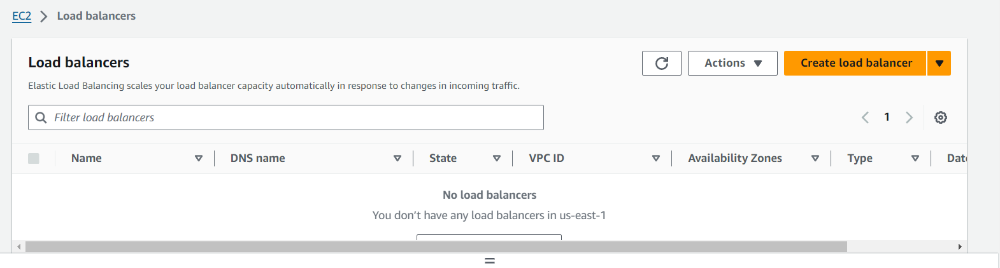 EC2 Load balancers
Load balancers
Actions
Create load balancer
Elastic Load Balancing scales your load balancer capacity automatically in response to changes in incoming traffic.
Filter load balancers
1
Name DNS name State VPC ID Availability Zones Type
No load balancers
You don’t have any load balancers in us-east-1